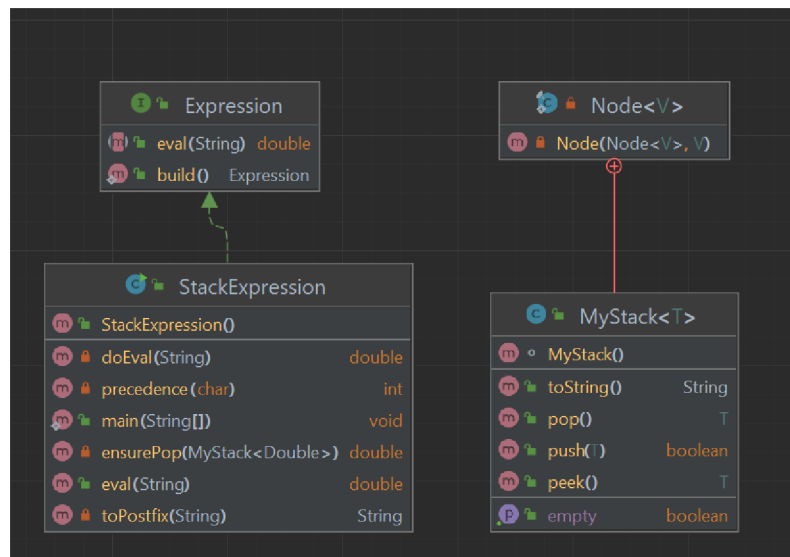 Expression
eval(String) double
build() Expression
Node<V>
Node(Node<V>, V)
StackExpression
StackExpression()
doEval(String) double
precedence(char) int
main(String[]) void
ensurePop(MyStack<Double>) double
eval(String) double
toPostfix(String) String
MyStack<T>
MyStack()
toString() String
pop() T
push(T) boolean
peek() T
empty boolean